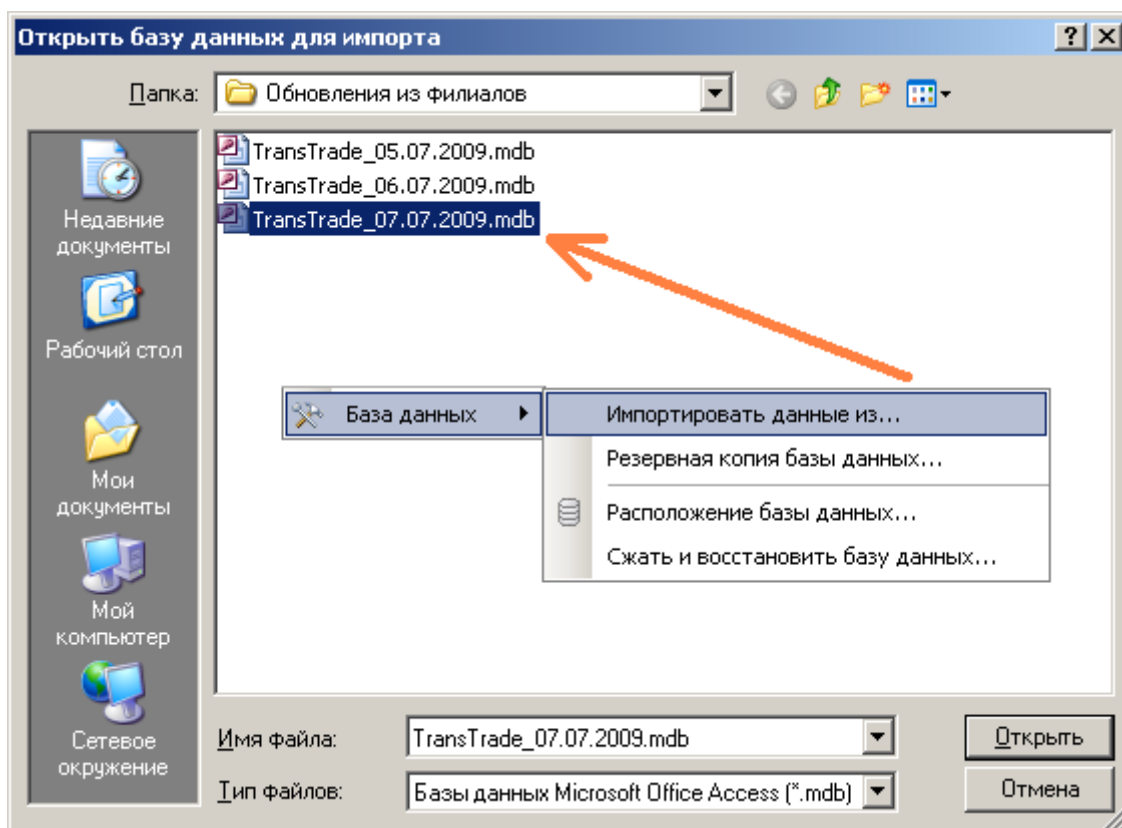 Открыть базу данных для импорта
Папка:
Обновления из филиалов
TransTrade_05.07.2009.mdb
TransTrade_06.07.2009.mdb
TransTrade_07.07.2009.mdb
Недавние
документы
Рабочий стол
Мои
документы
Мой
компьютер
Сетевое
окружение
База данных
Импортировать данные из...
Резервная копия базы данных...
Расположение базы данных...
Сжать и восстановить базу данных...
Имя файла:
TransTrade_07.07.2009.mdb
Открыть
Тип файлов:
Базы данных Microsoft Office Access (*.mdb)
Отмена